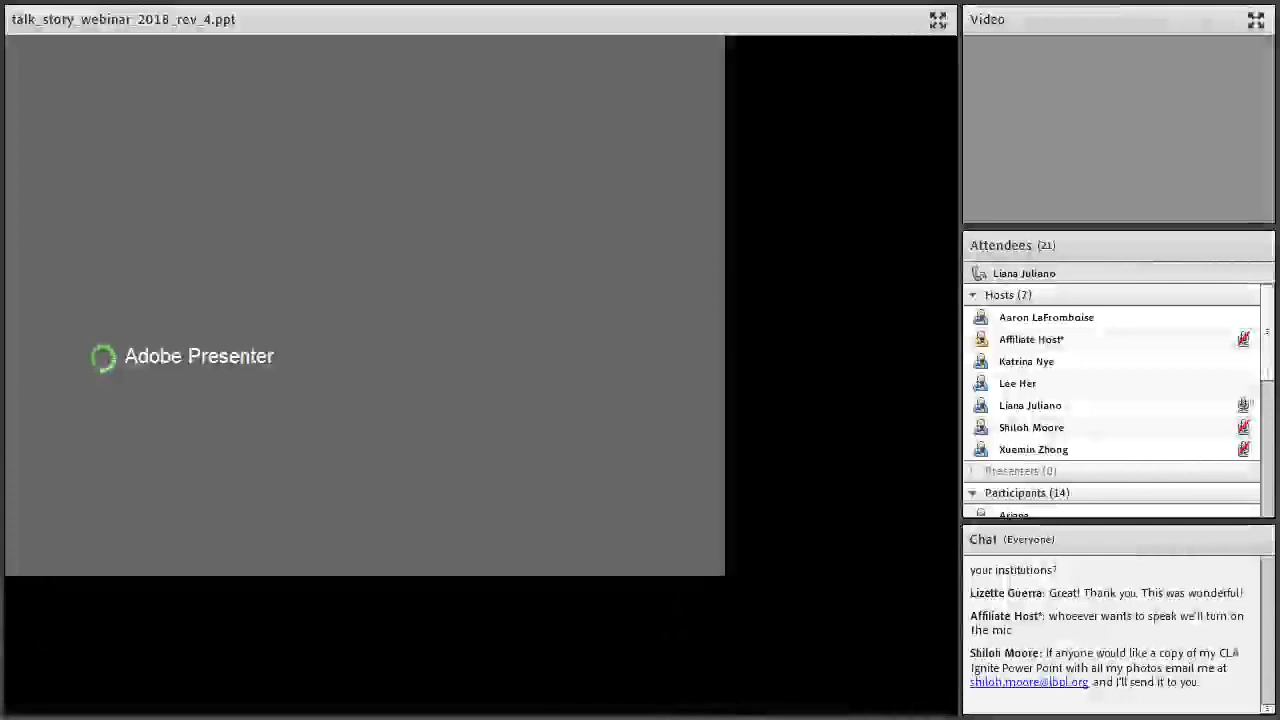 talk_story_webinar_2018_rev_4.ppt
Adobe Presenter
Video
Attendees (21)
Liana Juliano
Hosts (7)
Aaron LaFromboise
Affiliate Host*
Katrina Nye
Lee Her
Liana Juliano
Shiloh Moore
Xuemin Zhong
Presenters (0)
Participants (14)
Ariana
Chat (Everyone)
your institutions?
Lizette Guerra: Great! Thank you. This was wonderful!
Affiliate Host*: whoeever wants to speak we'll turn on
the mic
Shiloh Moore: If anyone would like a copy of my CLA
Ignite Power Point with all my photos email me at
shiloh.moore@lbpl.org and I'll send it to you.